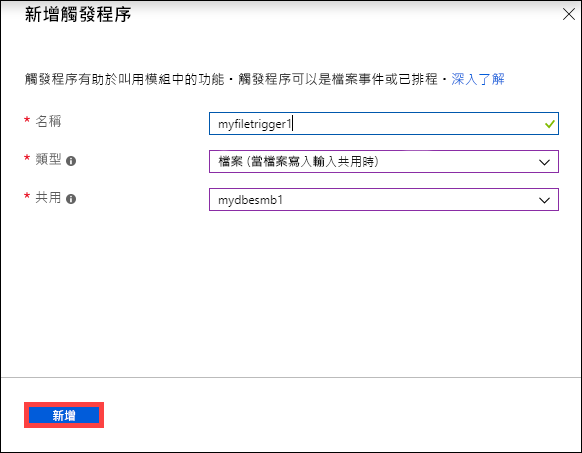 新增觸發程序
觸發程序有助於叫用模組中的功能。觸發程序可以是檔案事件或已排程。深入了解
* 名稱
myfiletrigger1
* 類型
檔案 (當檔案寫入輸入共用時)
* 共用
mydbesmb1
新增